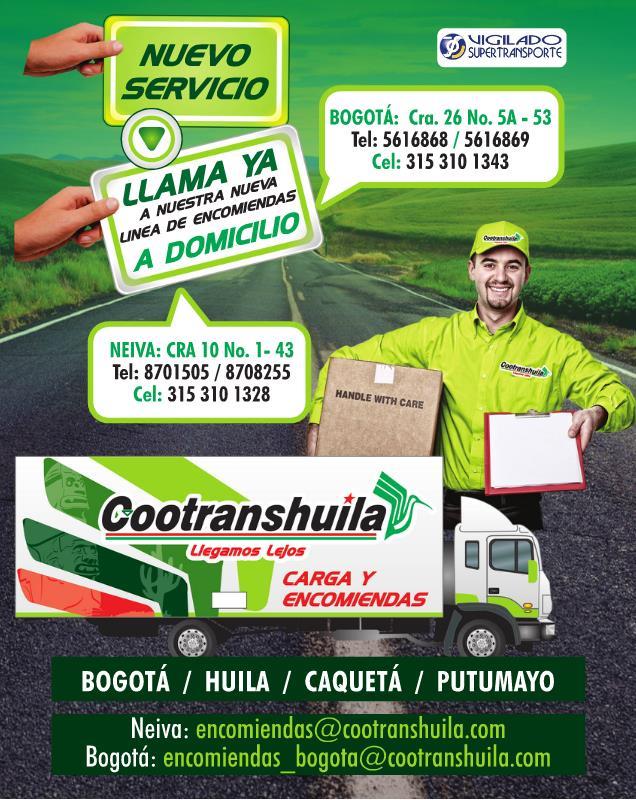 NUEVO
SERVICIO
VIGILADO
SUPERTRANSPORTE
BOGOTÁ: Cra. 26 No. 5A - 53
Tel: 5616868 / 5616869
Cel: 315 310 1343
LLAMA YA
A NUESTRA NUEVA
LINEA DE ENCOMIENDAS
A DOMICILIO
Cootranshuila
NEIVA: CRA 10 No. 1- 43
Tel: 8701505 / 8708255
Cel: 315 310 1328
Cootranshuila
HANDLE WITH CARE
Cootranshuila
Llegamos Lejos
CARGA Y
ENCOMIENDAS
BOGOTÁ / HUILA / CAQUETÁ / PUTUMAYO
Neiva: encomiendas@cootranshuila.com
Bogotá: encomiendas_bogota@cootranshuila.com